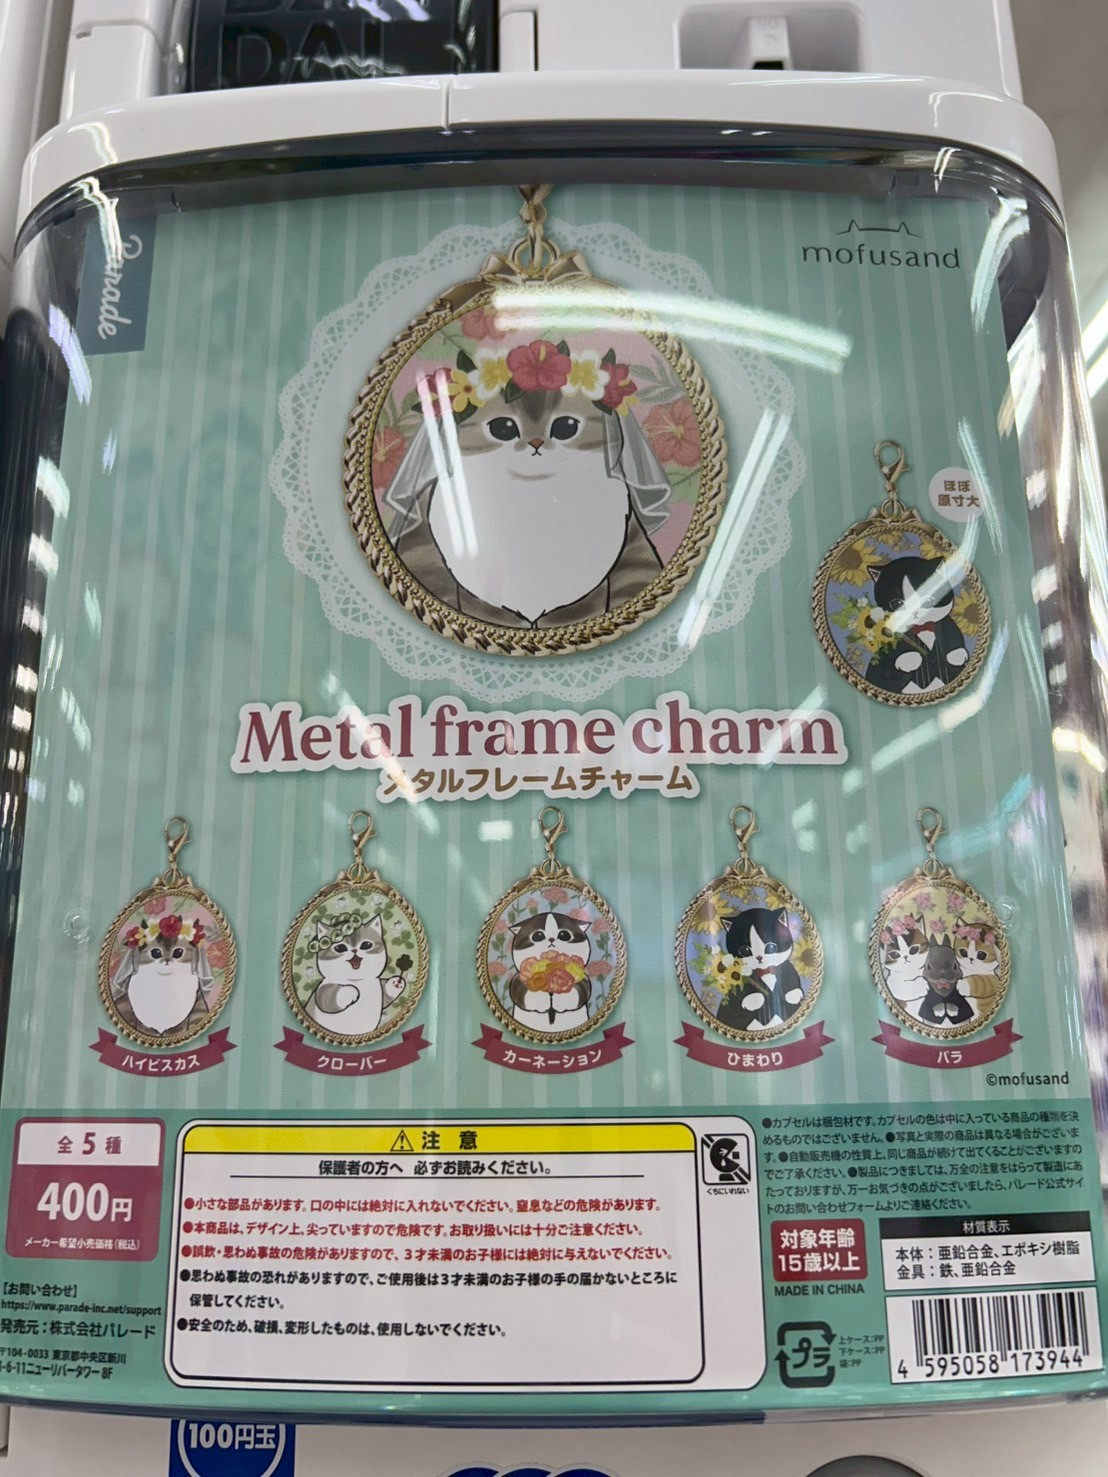 DAI
Parade
mofusand
ほぼ
原寸大
Metal frame charm
メタルフレームチャーム
ハイビスカス
クローバー
カーネーション
ひまわり
バラ
©mofusand
全5種
400円
メーカー希望小売価格(税込)
【お問い合わせ】
https://www.parade-inc.net/support
発売元：株式会社パレード
〒104-0033 東京都中央区新川
1-6-11ニューリバータワー 8F
⚠注意
保護者の方へ 必ずお読みください。
●小さな部品があります。口の中には絶対に入れないでください。窒息などの危険があります。
●本商品は、デザイン上、尖っていますので危険です。お取り扱いには十分ご注意ください。
●誤飲・思わぬ事故の危険がありますので、3才未満のお子様には絶対に与えないでください。
●思わぬ事故の恐れがありますので、ご使用後は3才未満のお子様の手の届かないところに
保管してください。
●安全のため、破損、変形したものは、使用しないでください。
くちにいれない
●カプセルは梱包材です。カプセルの色は中に入っている商品の種類を決
めるものではございません。●写真と実際の商品は異なる場合がございま
す。●自動販売機の性質上、同じ商品が続けて出てくることがございますの
でご了承ください。●製品につきましては、万全の注意をはらって製造にあ
たっておりますが、万一お気づきの点がございましたら、パレード公式サイ
トのお問い合わせフォームよりご連絡ください。
対象年齢
15歳以上
MADE IN CHINA
材質表示
本体：亜鉛合金、エポキシ樹脂
金具：鉄、亜鉛合金
プラ
上ケース:PP
下ケース:PP
袋:PP
4 595058 173944
100円玉